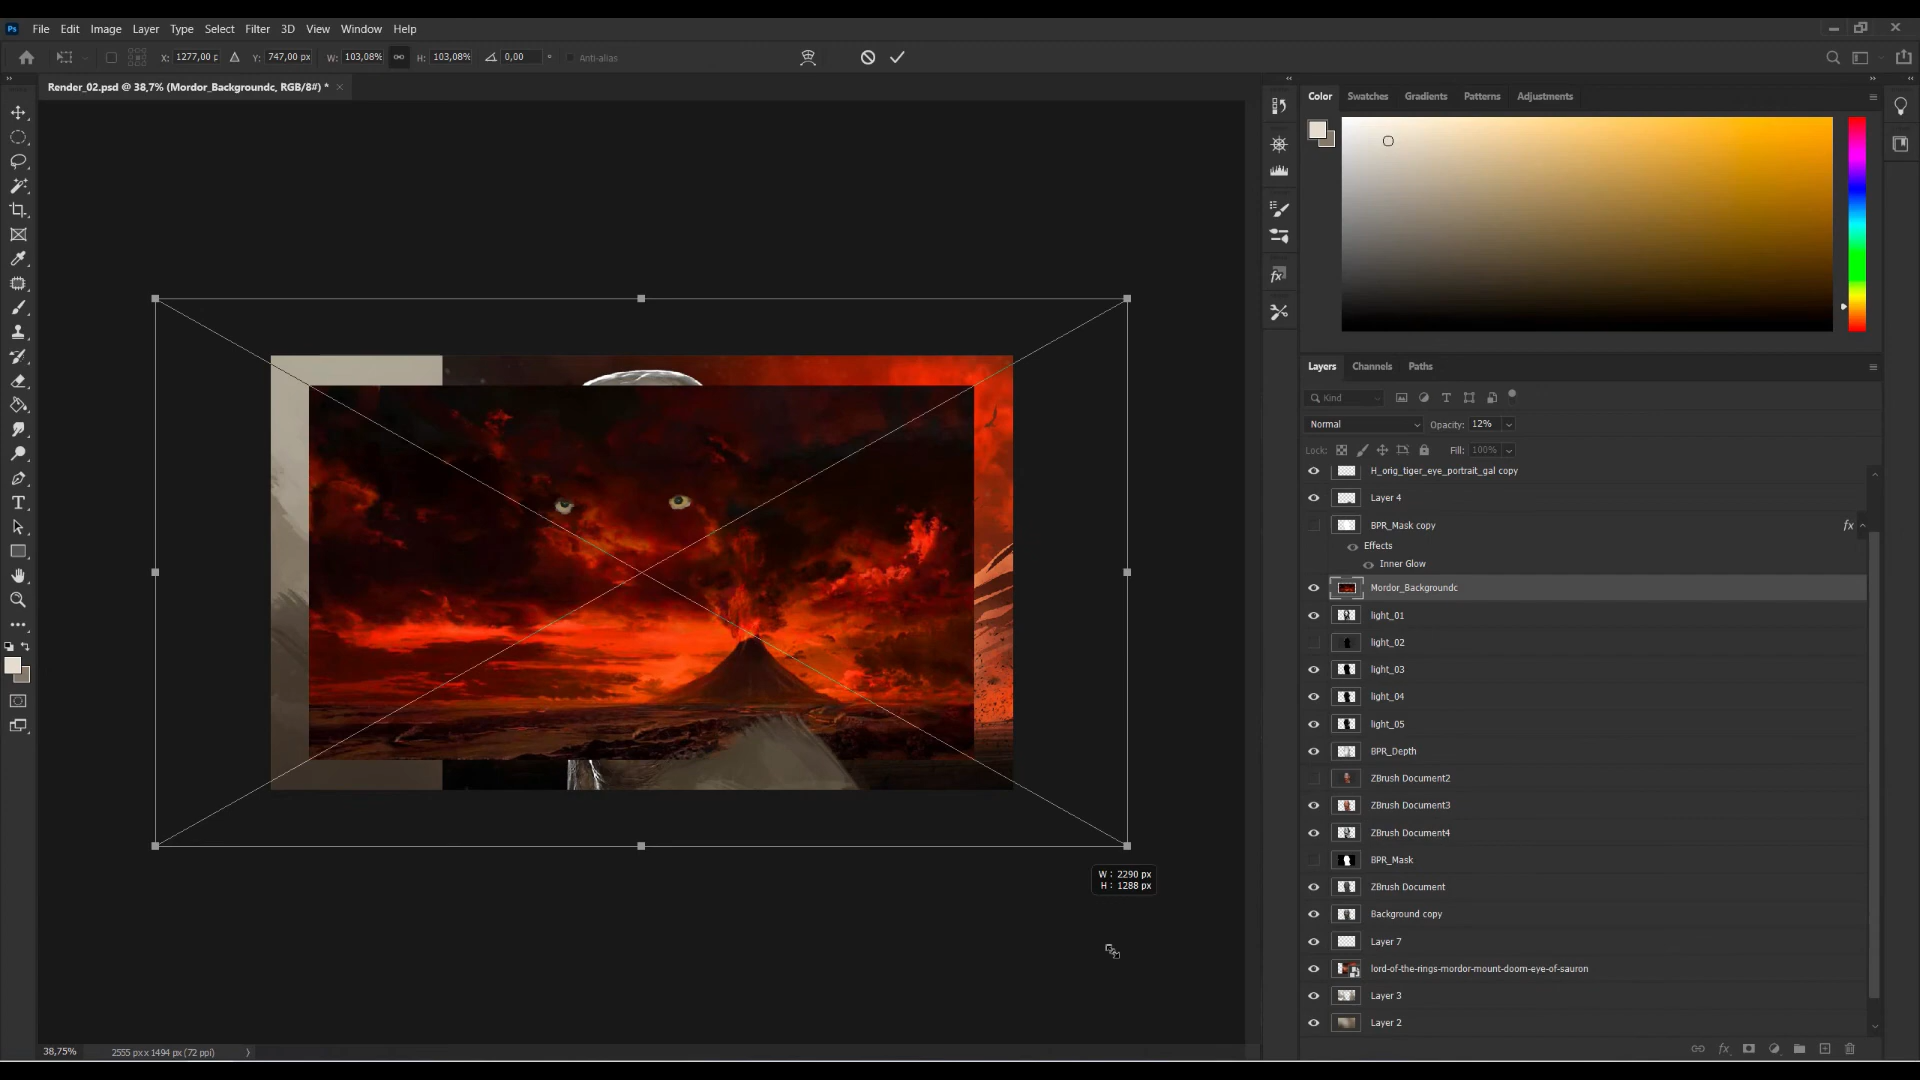 Ps File Edit Image Layer Type Select Filter 3D View Window Help
X: 1277,00 p Y: 747,00 px W: 103,08% H: 103,08% 0,00 ° Anti-alias
Render_02.psd @ 38,7% (Mordor_Backgroundc, RGB/8#) *
Color Swatches Gradients Patterns Adjustments
Layers Channels Paths
Kind
Normal Opacity: 12%
Lock: Fill: 100%
H_orig_tiger_eye_portrait_gal copy
Layer 4
BPR_Mask copy fx
Effects
Inner Glow
Mordor_Backgroundc
light_01
light_02
light_03
light_04
light_05
BPR_Depth
ZBrush Document2
ZBrush Document3
ZBrush Document4
BPR_Mask
ZBrush Document
Background copy
Layer 7
lord-of-the-rings-mordor-mount-doom-eye-of-sauron
Layer 3
Layer 2
W: 2290 px
H: 1288 px
38,75% 2555 px x 1494 px (72 ppi)